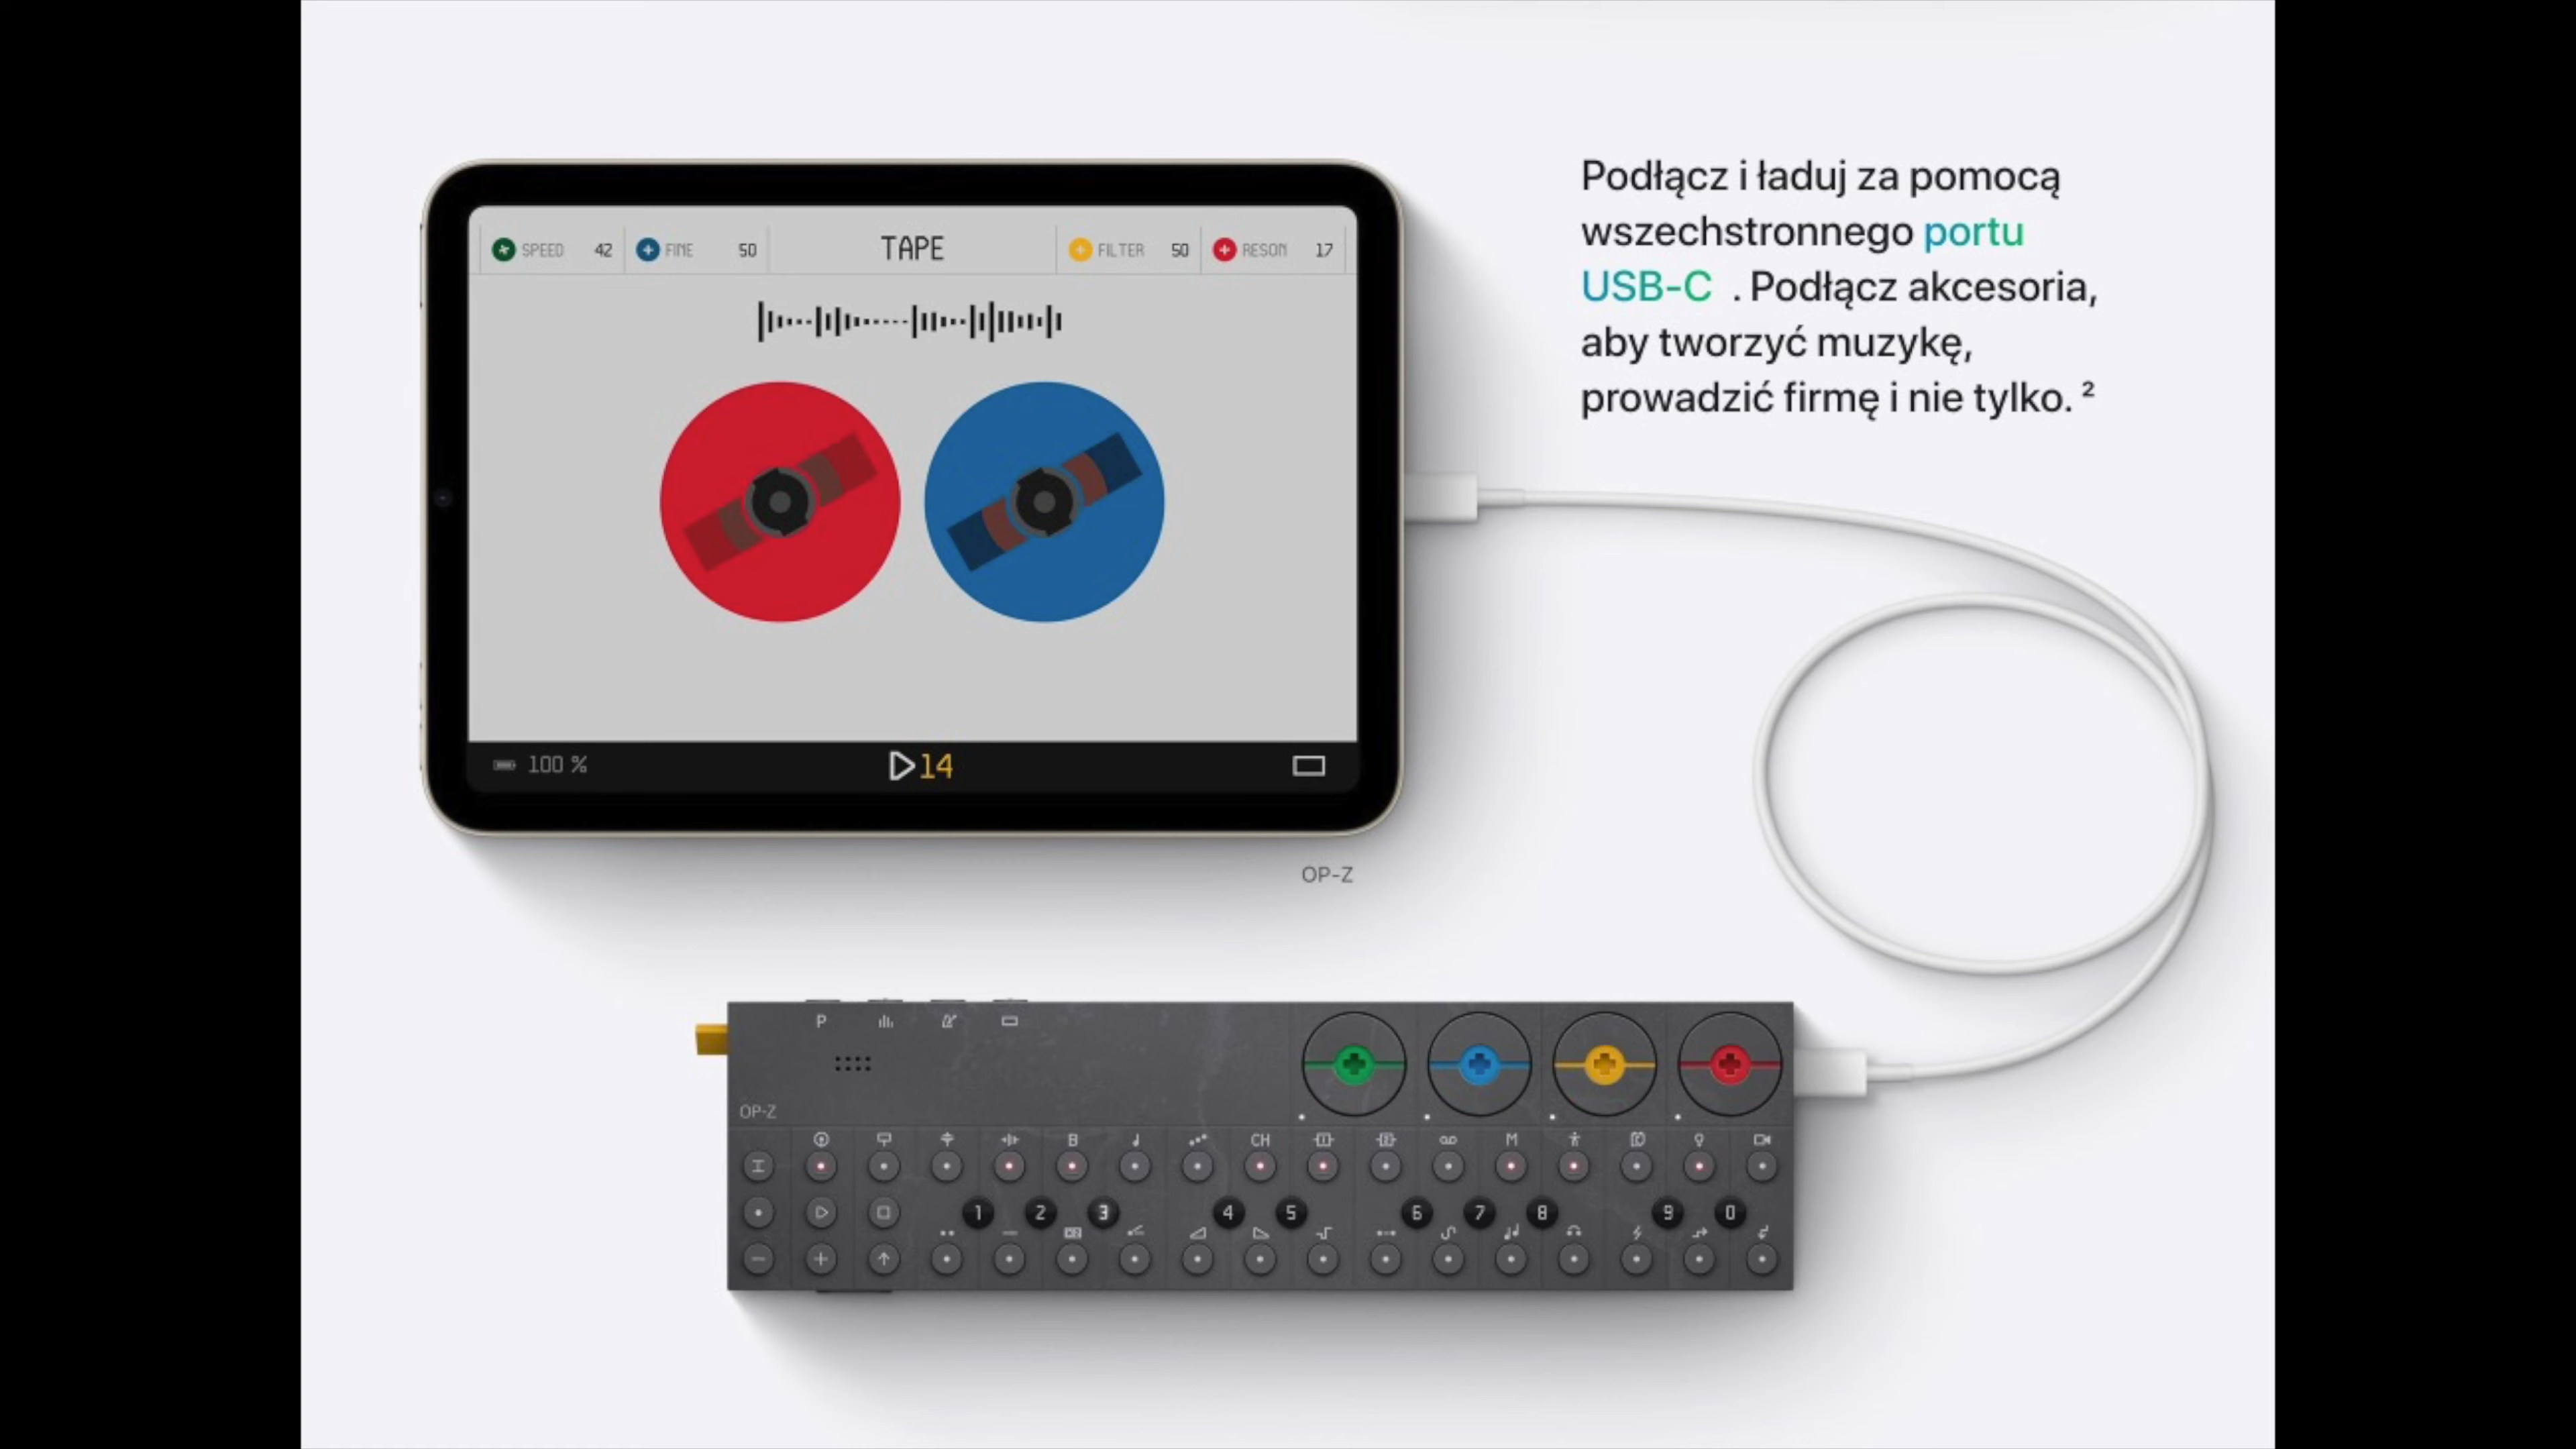 SPEED 42 FINE 50 TAPE FILTER 50 RESON 17
Podłącz i ładuj za pomocą
wszechstronnego portu
USB-C . Podłącz akcesoria,
aby tworzyć muzykę,
prowadzić firmę i nie tylko. ²
100 % 14
OP-Z
P
OP-Z
B CH 1 2 M
1 2 3 4 5 6 7 8 9 0